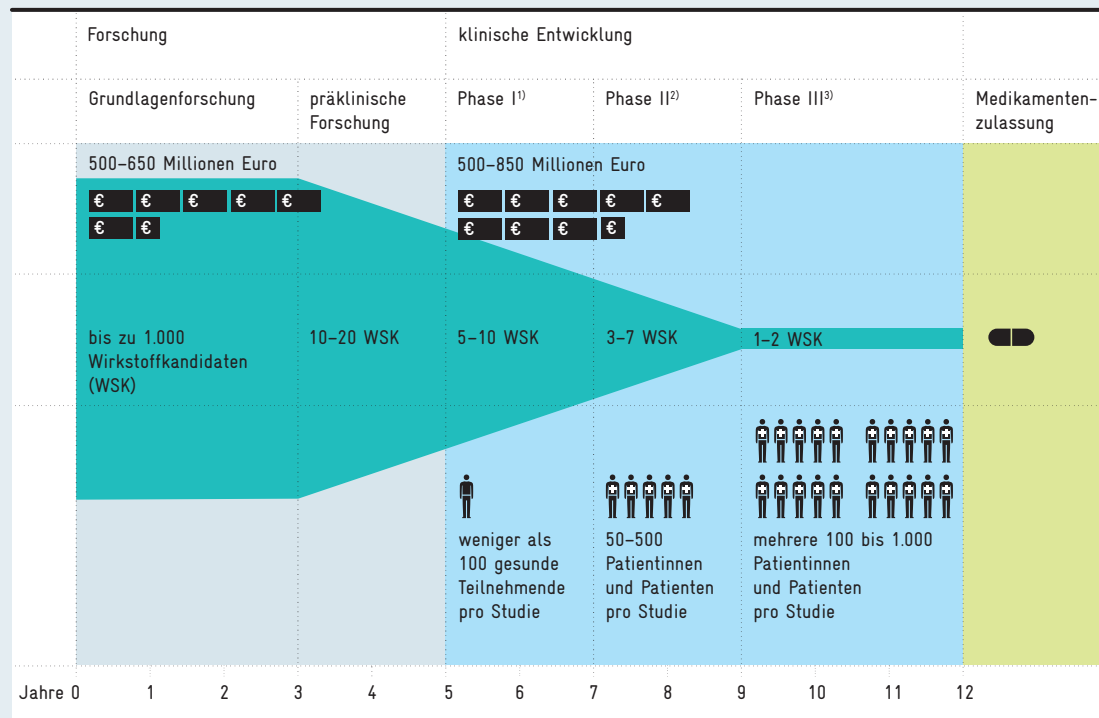 Forschung
klinische Entwicklung
Grundlagenforschung
präklinische
Forschung
Phase I¹⁾
Phase II²⁾
Phase III³⁾
Medikamenten-
zulassung
500–650 Millionen Euro
€ € € € €
€ €
500–850 Millionen Euro
€ € € € €
€ € € €
bis zu 1.000
Wirkstoffkandidaten
(WSK)
10–20 WSK
5–10 WSK
3–7 WSK
1–2 WSK
weniger als
100 gesunde
Teilnehmende
pro Studie
50–500
Patientinnen
und Patienten
pro Studie
mehrere 100 bis 1.000
Patientinnen
und Patienten
pro Studie
Jahre 0 1 2 3 4 5 6 7 8 9 10 11 12